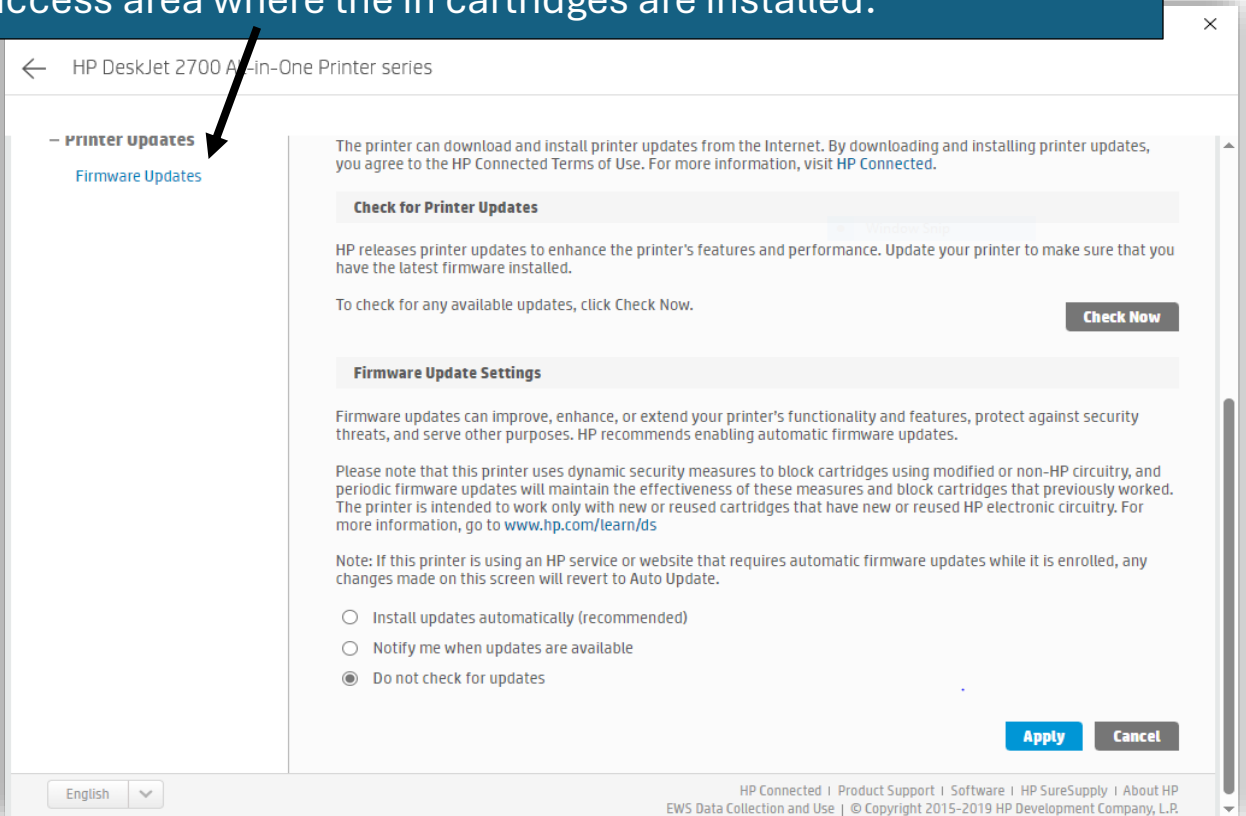 ccess area where the in cartridges are installed.
HP DeskJet 2700 All-in-One Printer series
– Printer Updates
Firmware Updates
The printer can download and install printer updates from the Internet. By downloading and installing printer updates,
you agree to the HP Connected Terms of Use. For more information, visit HP Connected.
Check for Printer Updates
HP releases printer updates to enhance the printer's features and performance. Update your printer to make sure that you
have the latest firmware installed.
To check for any available updates, click Check Now.
Check Now
Firmware Update Settings
Firmware updates can improve, enhance, or extend your printer's functionality and features, protect against security
threats, and serve other purposes. HP recommends enabling automatic firmware updates.
Please note that this printer uses dynamic security measures to block cartridges using modified or non-HP circuitry, and
periodic firmware updates will maintain the effectiveness of these measures and block cartridges that previously worked.
The printer is intended to work only with new or reused cartridges that have new or reused HP electronic circuitry. For
more information, go to www.hp.com/learn/ds
Note: If this printer is using an HP service or website that requires automatic firmware updates while it is enrolled, any
changes made on this screen will revert to Auto Update.
Install updates automatically (recommended)
Notify me when updates are available
Do not check for updates
Apply Cancel
English
HP Connected | Product Support | Software | HP SureSupply | About HP
EWS Data Collection and Use | © Copyright 2015-2019 HP Development Company, L.P.